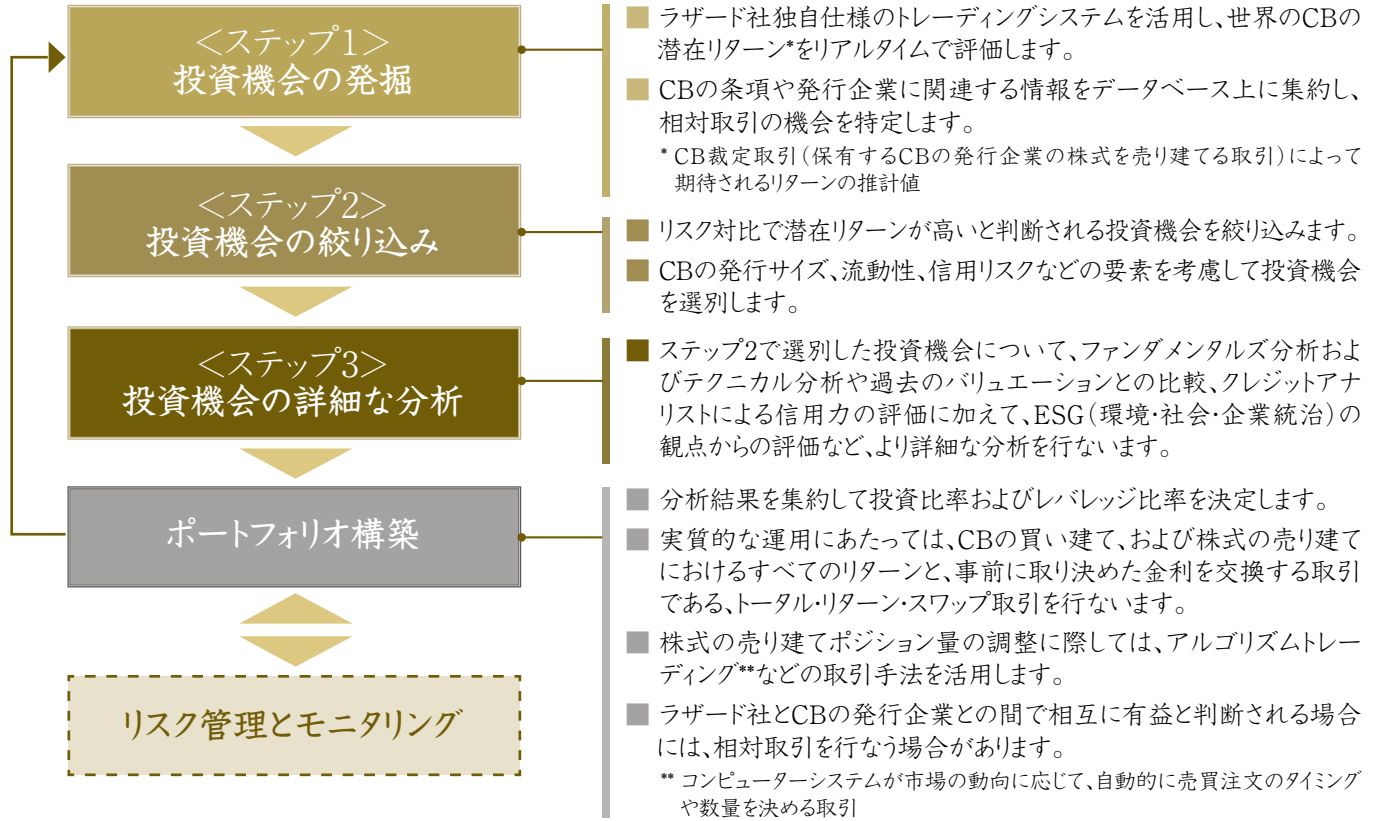 <ステップ1>
投資機会の発掘
■ ラザード社独自仕様のトレーディングシステムを活用し、世界のCBの
潜在リターン*をリアルタイムで評価します。
■ CBの条項や発行企業に関連する情報をデータベース上に集約し、
相対取引の機会を特定します。
* CB裁定取引(保有するCBの発行企業の株式を売り建てる取引)によって
期待されるリターンの推計値
<ステップ2>
投資機会の絞り込み
■ リスク対比で潜在リターンが高いと判断される投資機会を絞り込みます。
■ CBの発行サイズ、流動性、信用リスクなどの要素を考慮して投資機会
を選別します。
<ステップ3>
投資機会の詳細な分析
■ ステップ2で選別した投資機会について、ファンダメンタルズ分析およ
びテクニカル分析や過去のバリュエーションとの比較、クレジットアナ
リストによる信用力の評価に加えて、ESG(環境・社会・企業統治)の
観点からの評価など、より詳細な分析を行ないます。
ポートフォリオ構築
■ 分析結果を集約して投資比率およびレバレッジ比率を決定します。
■ 実質的な運用にあたっては、CBの買い建て、および株式の売り建て
におけるすべてのリターンと、事前に取り決めた金利を交換する取引
である、トータル・リターン・スワップ取引を行ないます。
■ 株式の売り建てポジション量の調整に際しては、アルゴリズムトレー
ディング**などの取引手法を活用します。
■ ラザード社とCBの発行企業との間で相互に有益と判断される場合
には、相対取引を行なう場合があります。
** コンピューターシステムが市場の動向に応じて、自動的に売買注文のタイミング
や数量を決める取引
リスク管理とモニタリング